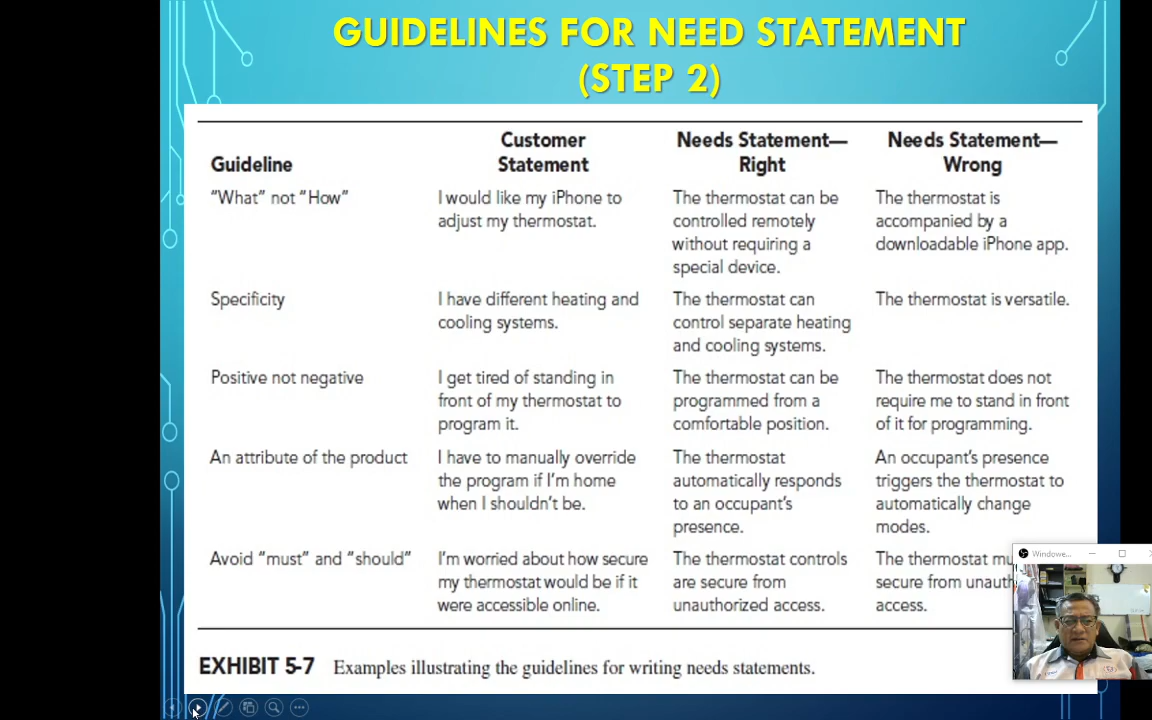 GUIDELINES FOR NEED STATEMENT
(STEP 2)
Guideline
Customer
Statement
Needs Statement—
Right
Needs Statement—
Wrong
"What" not "How"
I would like my iPhone to
adjust my thermostat.
The thermostat can be
controlled remotely
without requiring a
special device.
The thermostat is
accompanied by a
downloadable iPhone app.
Specificity
I have different heating and
cooling systems.
The thermostat can
control separate heating
and cooling systems.
The thermostat is versatile.
Positive not negative
I get tired of standing in
front of my thermostat to
program it.
The thermostat can be
programmed from a
comfortable position.
The thermostat does not
require me to stand in front
of it for programming.
An attribute of the product
I have to manually override
the program if I'm home
when I shouldn't be.
The thermostat
automatically responds
to an occupant's
presence.
An occupant's presence
triggers the thermostat to
automatically change
modes.
Avoid "must" and "should"
I'm worried about how secure
my thermostat would be if it
were accessible online.
The thermostat controls
are secure from
unauthorized access.
The thermostat
secure from
access.
Windowe...
EXHIBIT 5-7 Examples illustrating the guidelines for writing needs statements.